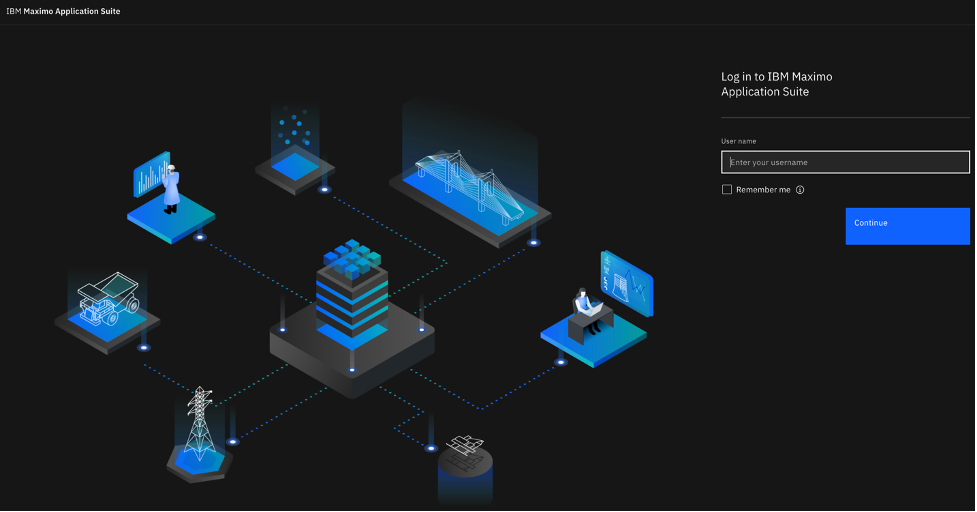 IBM Maximo Application Suite
Log in to IBM Maximo
Application Suite
User name
Enter your username
Remember me
Continue